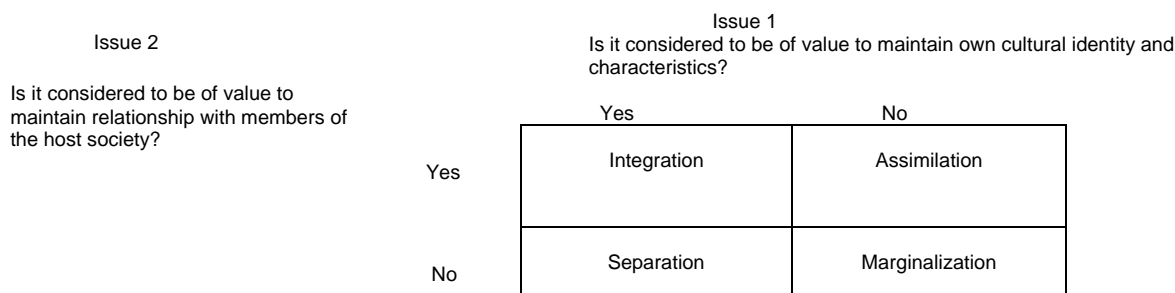 Issue 1
Issue 2
Is it considered to be of value to maintain own cultural identity and
characteristics?
Is it considered to be of value to
maintain relationship with members of
the host society?
Yes No
Yes
Integration Assimilation
No
Separation Marginalization